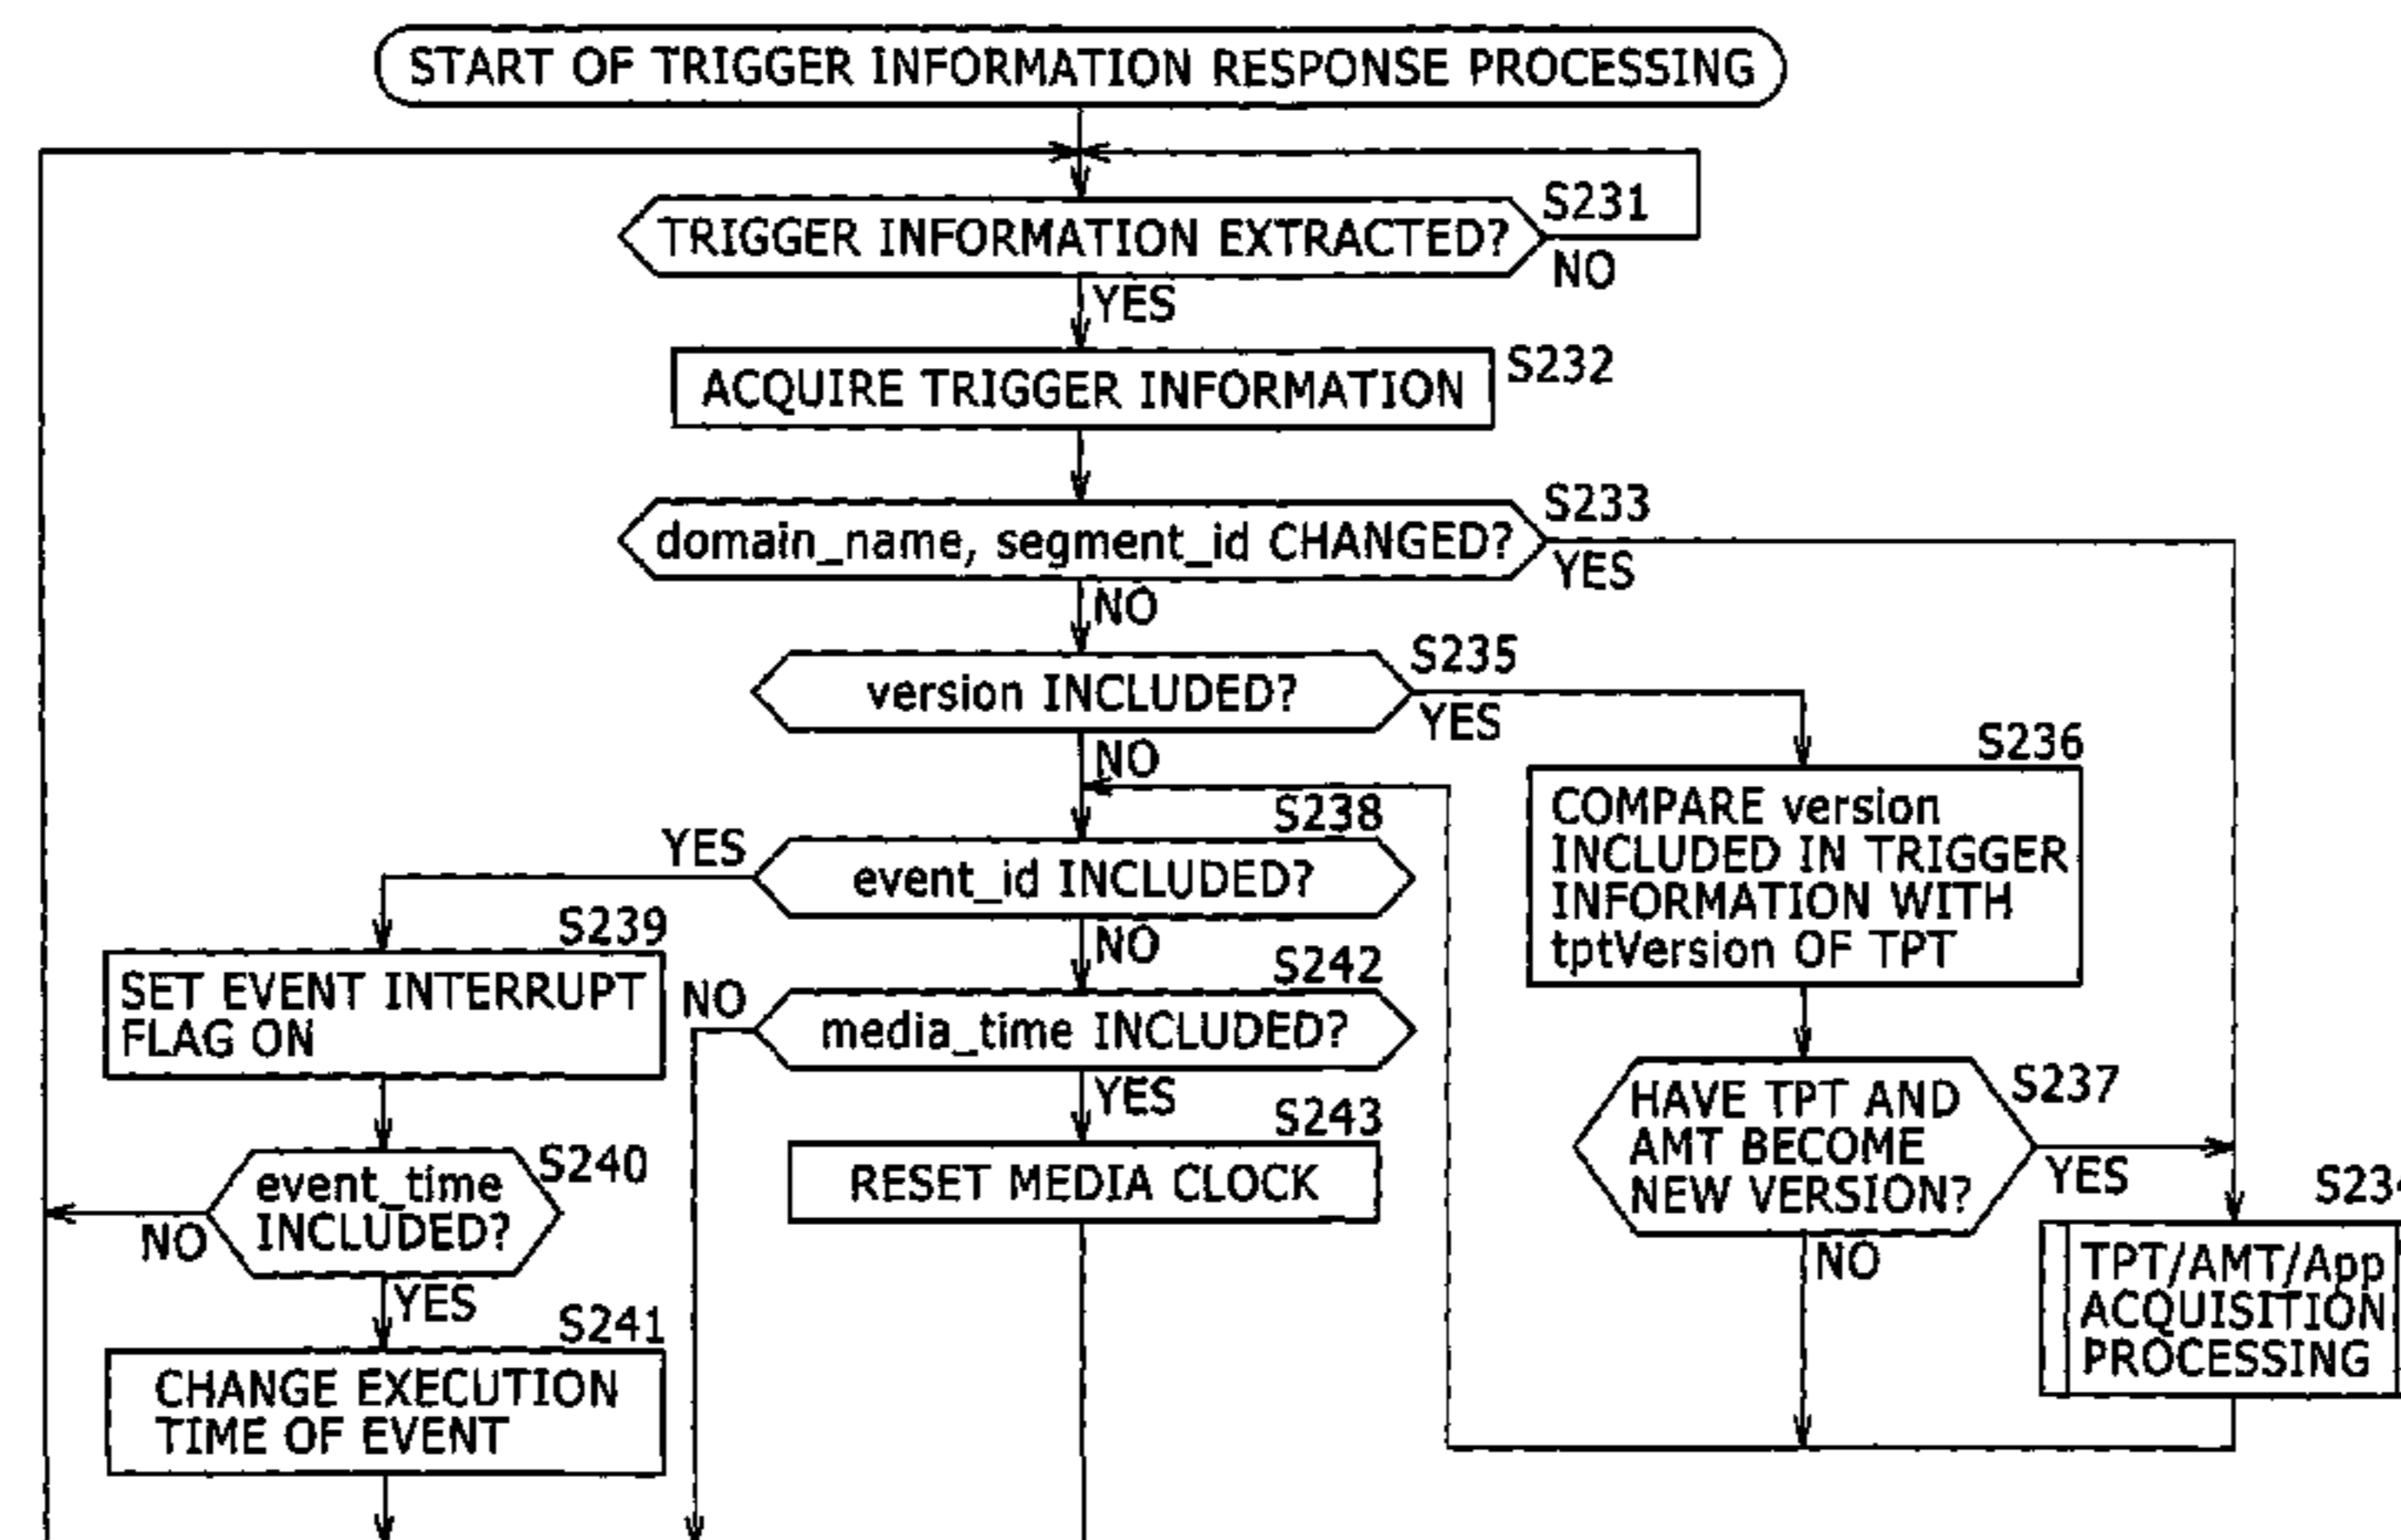 START OF TRIGGER INFORMATION RESPONSE PROCESSING
S231
TRIGGER INFORMATION EXTRACTED?
NO
YES
S232
ACQUIRE TRIGGER INFORMATION
S233
domain_name, segment_id CHANGED?
YES
NO
S235
version INCLUDED?
YES
NO
S236
COMPARE version
INCLUDED IN TRIGGER
INFORMATION WITH
tptVersion OF TPT
S238
YES
event_id INCLUDED?
NO
S239
SET EVENT INTERRUPT
FLAG ON
S242
NO
media_time INCLUDED?
YES
S237
HAVE TPT AND
AMT BECOME
NEW VERSION?
YES
NO
S243
RESET MEDIA CLOCK
S240
event_time
INCLUDED?
NO
YES
S234
TPT/AMT/App
ACQUISITION
PROCESSING
S241
CHANGE EXECUTION
TIME OF EVENT